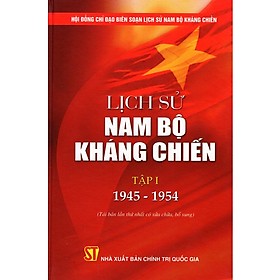 HỘI ĐỒNG CHỈ ĐẠO BIÊN SOẠN LỊCH SỬ NAM BỘ KHÁNG CHIẾN
LỊCH SỬ
NAM BỘ
KHÁNG CHIẾN
TẬP I
1945 - 1954
(Tái bản lần thứ nhất có sửa chữa, bổ sung)
ST
NHÀ XUẤT BẢN CHÍNH TRỊ QUỐC GIA